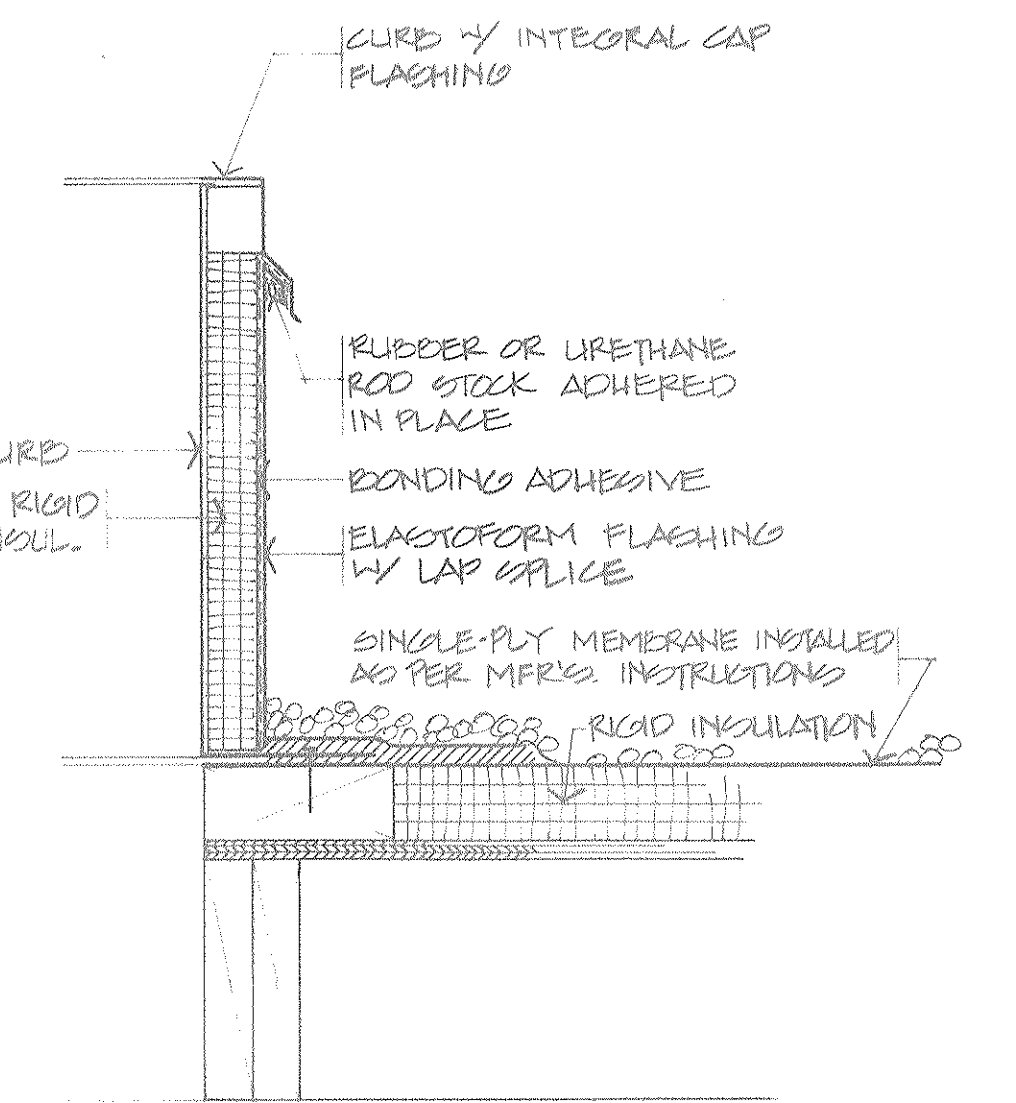 CURB W/ INTEGRAL CAP
FLASHING
RUBBER OR URETHANE
ROD STOCK ADHERED
IN PLACE
BONDING ADHESIVE
RIGID
ELASTOFORM FLASHING
W/ LAP SPLICE
SINGLE-PLY MEMBRANE INSTALLED
AS PER MFR'S. INSTRUCTIONS
RIGID INSULATION